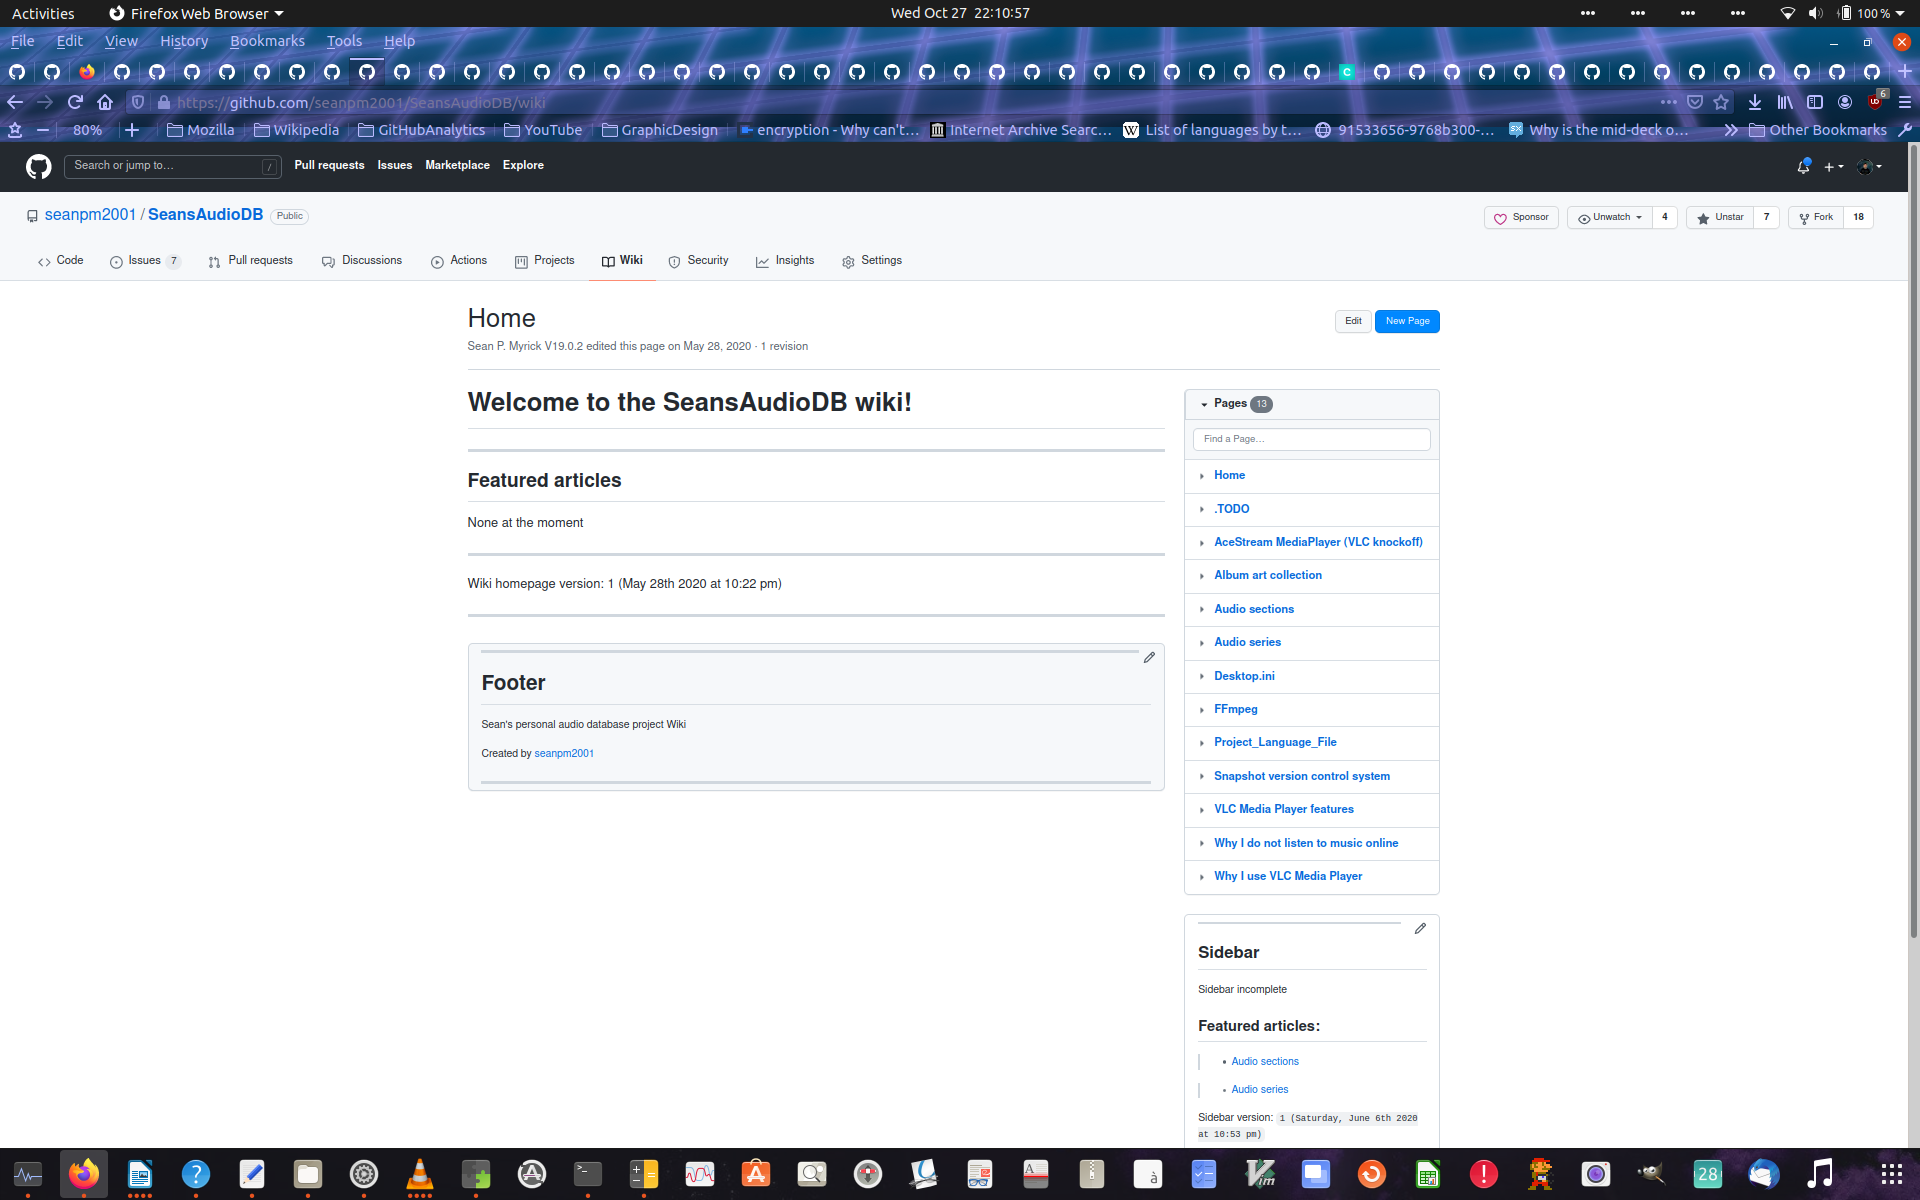 Activities Firefox Web Browser Wed Oct 27 22:10:57 100 %
File Edit View History Bookmarks Tools Help
https://github.com/seanpm2001/SeansAudioDB/wiki 6
80% Mozilla Wikipedia GitHubAnalytics YouTube GraphicDesign encryption - Why can't… Internet Archive Searc… List of languages by t… 91533656-9768b300-… Why is the mid-deck o… Other Bookmarks
Search or jump to... / Pull requests Issues Marketplace Explore
seanpm2001 / SeansAudioDB Public Sponsor Unwatch 4 Unstar 7 Fork 18
Code Issues 7 Pull requests Discussions Actions Projects Wiki Security Insights Settings
Home
Edit New Page
Sean P. Myrick V19.0.2 edited this page on May 28, 2020 · 1 revision
Welcome to the SeansAudioDB wiki!
Featured articles
None at the moment
Wiki homepage version: 1 (May 28th 2020 at 10:22 pm)
Footer
Sean's personal audio database project Wiki
Created by seanpm2001
Pages 13
Find a Page…
Home
.TODO
AceStream MediaPlayer (VLC knockoff)
Album art collection
Audio sections
Audio series
Desktop.ini
FFmpeg
Project_Language_File
Snapshot version control system
VLC Media Player features
Why I do not listen to music online
Why I use VLC Media Player
Sidebar
Sidebar incomplete
Featured articles:
• Audio sections
• Audio series
Sidebar version: 1 (Saturday, June 6th 2020
at 10:53 pm)
28